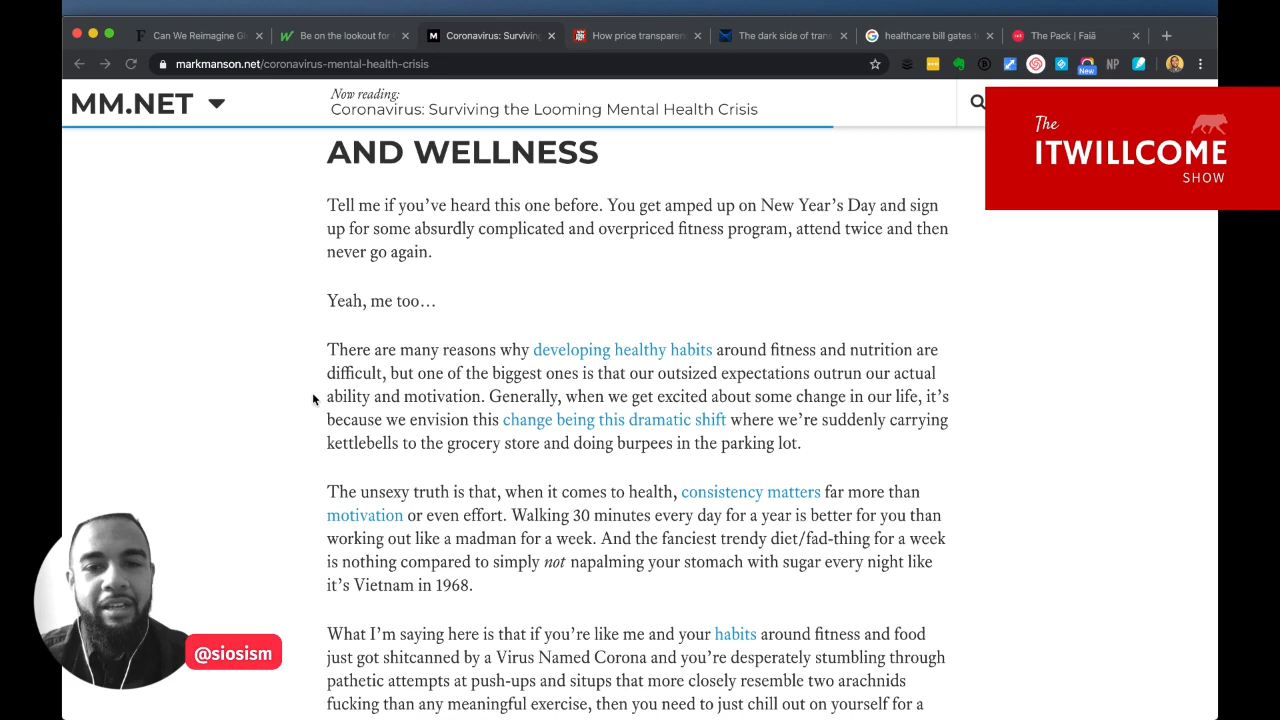 Can We Reimagine Gl
Be on the lookout for
Coronavirus: Survivin
How price transparen
The dark side of trans
healthcare bill gates t
The Pack | Faiā
markmanson.net/coronavirus-mental-health-crisis
NP
New
MM.NET
Now reading:
Coronavirus: Surviving the Looming Mental Health Crisis
The
ITWILLCOME
SHOW
AND WELLNESS
Tell me if you’ve heard this one before. You get amped up on New Year’s Day and sign
up for some absurdly complicated and overpriced fitness program, attend twice and then
never go again.
Yeah, me too…
There are many reasons why developing healthy habits around fitness and nutrition are
difficult, but one of the biggest ones is that our outsized expectations outrun our actual
ability and motivation. Generally, when we get excited about some change in our life, it’s
because we envision this change being this dramatic shift where we’re suddenly carrying
kettlebells to the grocery store and doing burpees in the parking lot.
The unsexy truth is that, when it comes to health, consistency matters far more than
motivation or even effort. Walking 30 minutes every day for a year is better for you than
working out like a madman for a week. And the fanciest trendy diet/fad-thing for a week
is nothing compared to simply not napalming your stomach with sugar every night like
it’s Vietnam in 1968.
What I’m saying here is that if you’re like me and your habits around fitness and food
just got shitcanned by a Virus Named Corona and you’re desperately stumbling through
pathetic attempts at push-ups and situps that more closely resemble two arachnids
fucking than any meaningful exercise, then you need to just chill out on yourself for a
@siosism